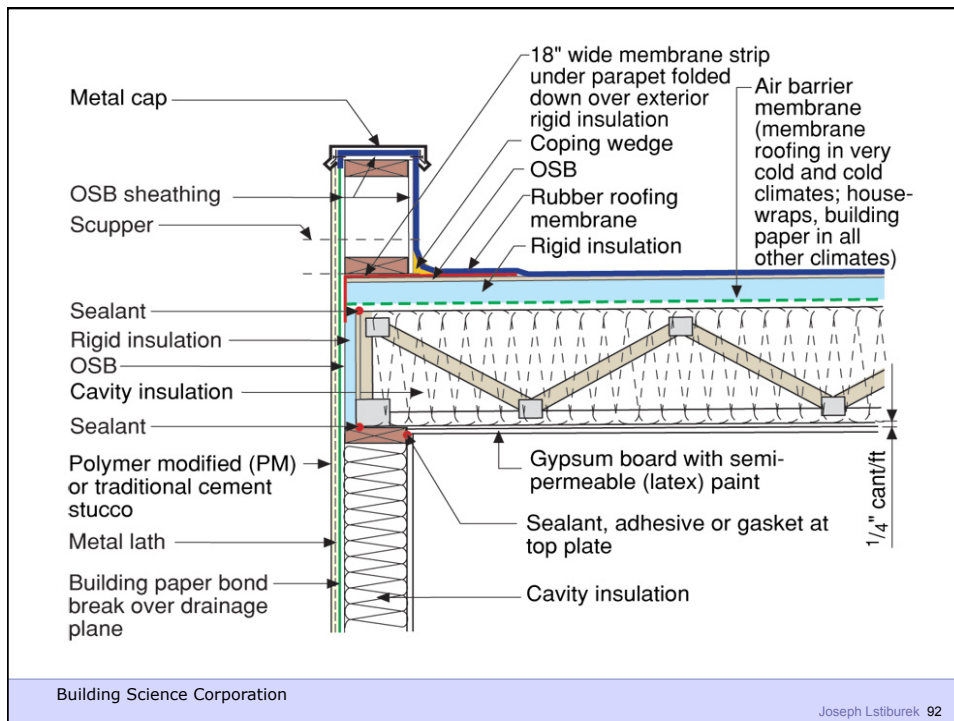 Metal cap
OSB sheathing
Scupper
Sealant
Rigid insulation
OSB
Cavity insulation
Sealant
Polymer modified (PM)
or traditional cement
stucco
Metal lath
Building paper bond
break over drainage
plane
18" wide membrane strip
under parapet folded
down over exterior
rigid insulation
Coping wedge
OSB
Rubber roofing
membrane
Rigid insulation
Air barrier
membrane
(membrane
roofing in very
cold and cold
climates; house-
wraps, building
paper in all
other climates)
Gypsum board with semi-
permeable (latex) paint
Sealant, adhesive or gasket at
top plate
Cavity insulation
1/4" cant/ft
Building Science Corporation
Joseph Lstiburek 92